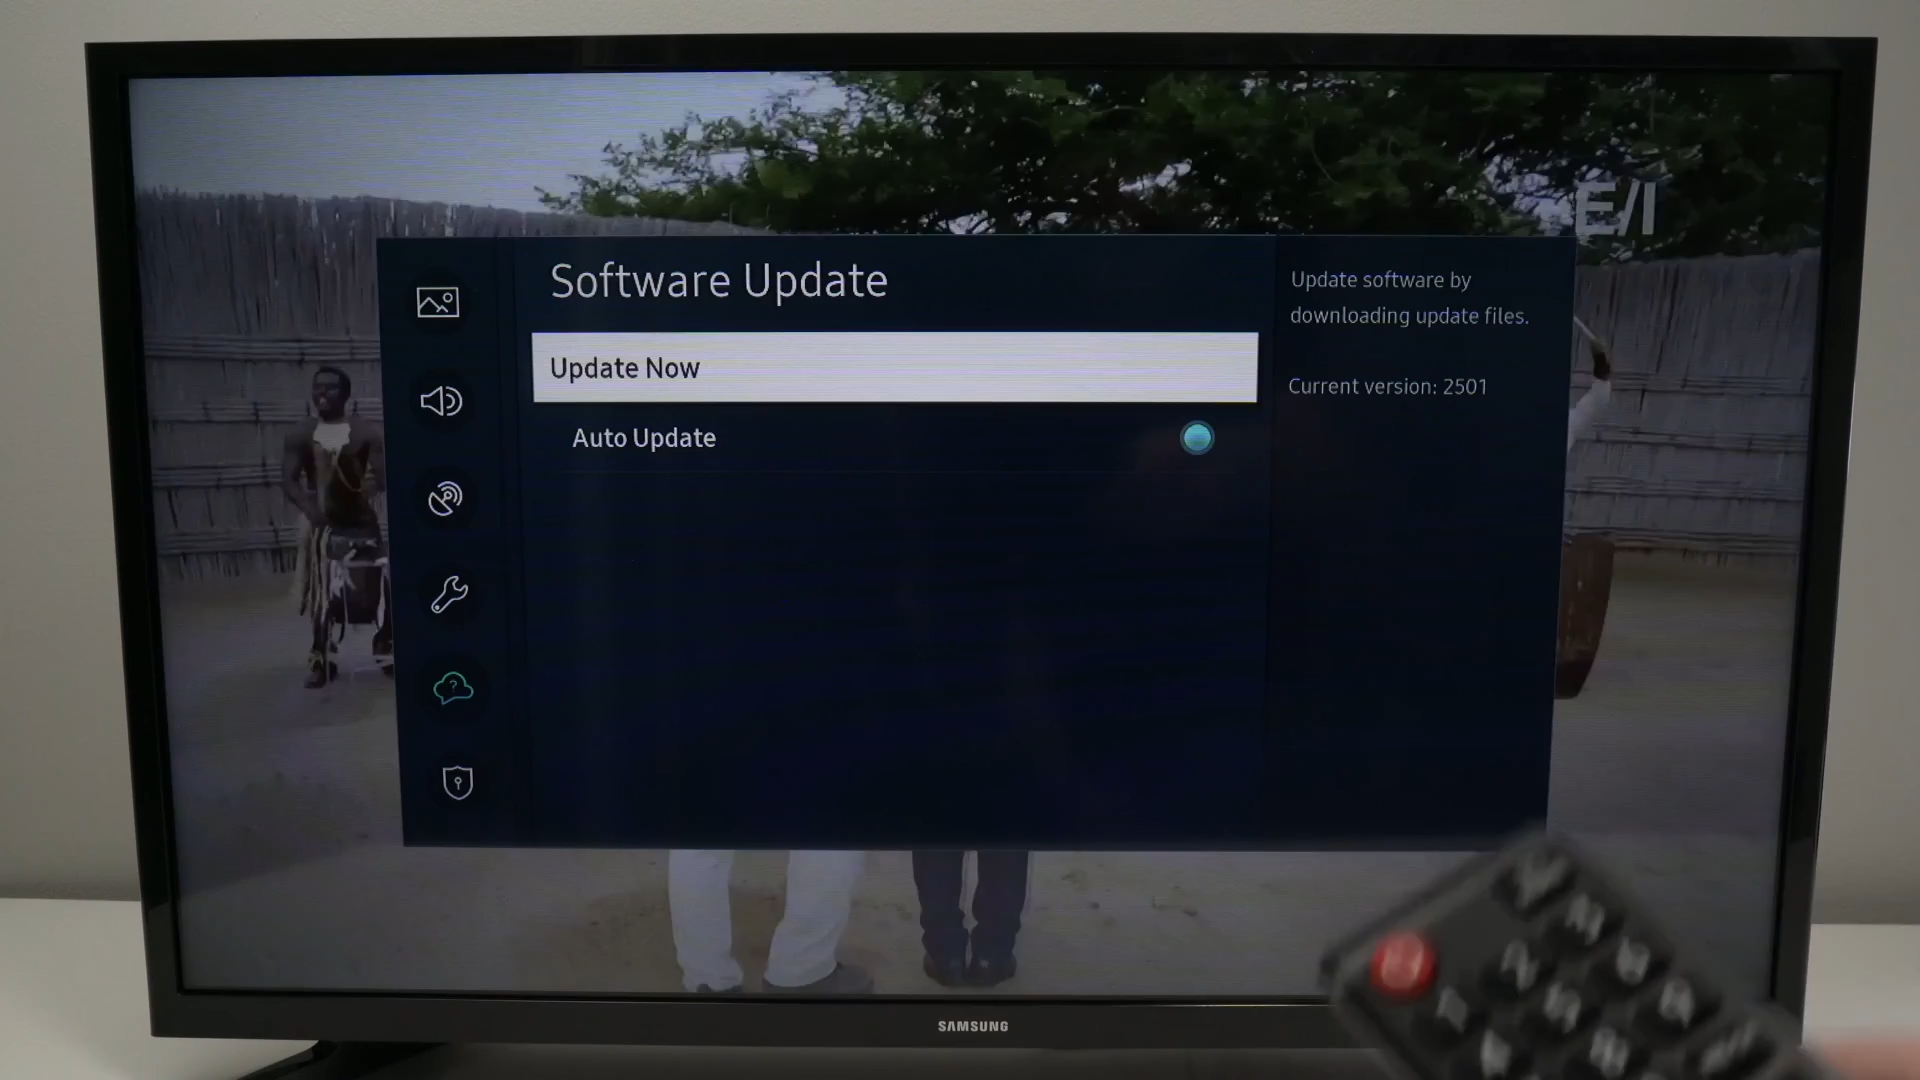 E/I
Software Update
Update Now
Auto Update
Update software by
downloading update files.
Current version: 2501
SAMSUNG